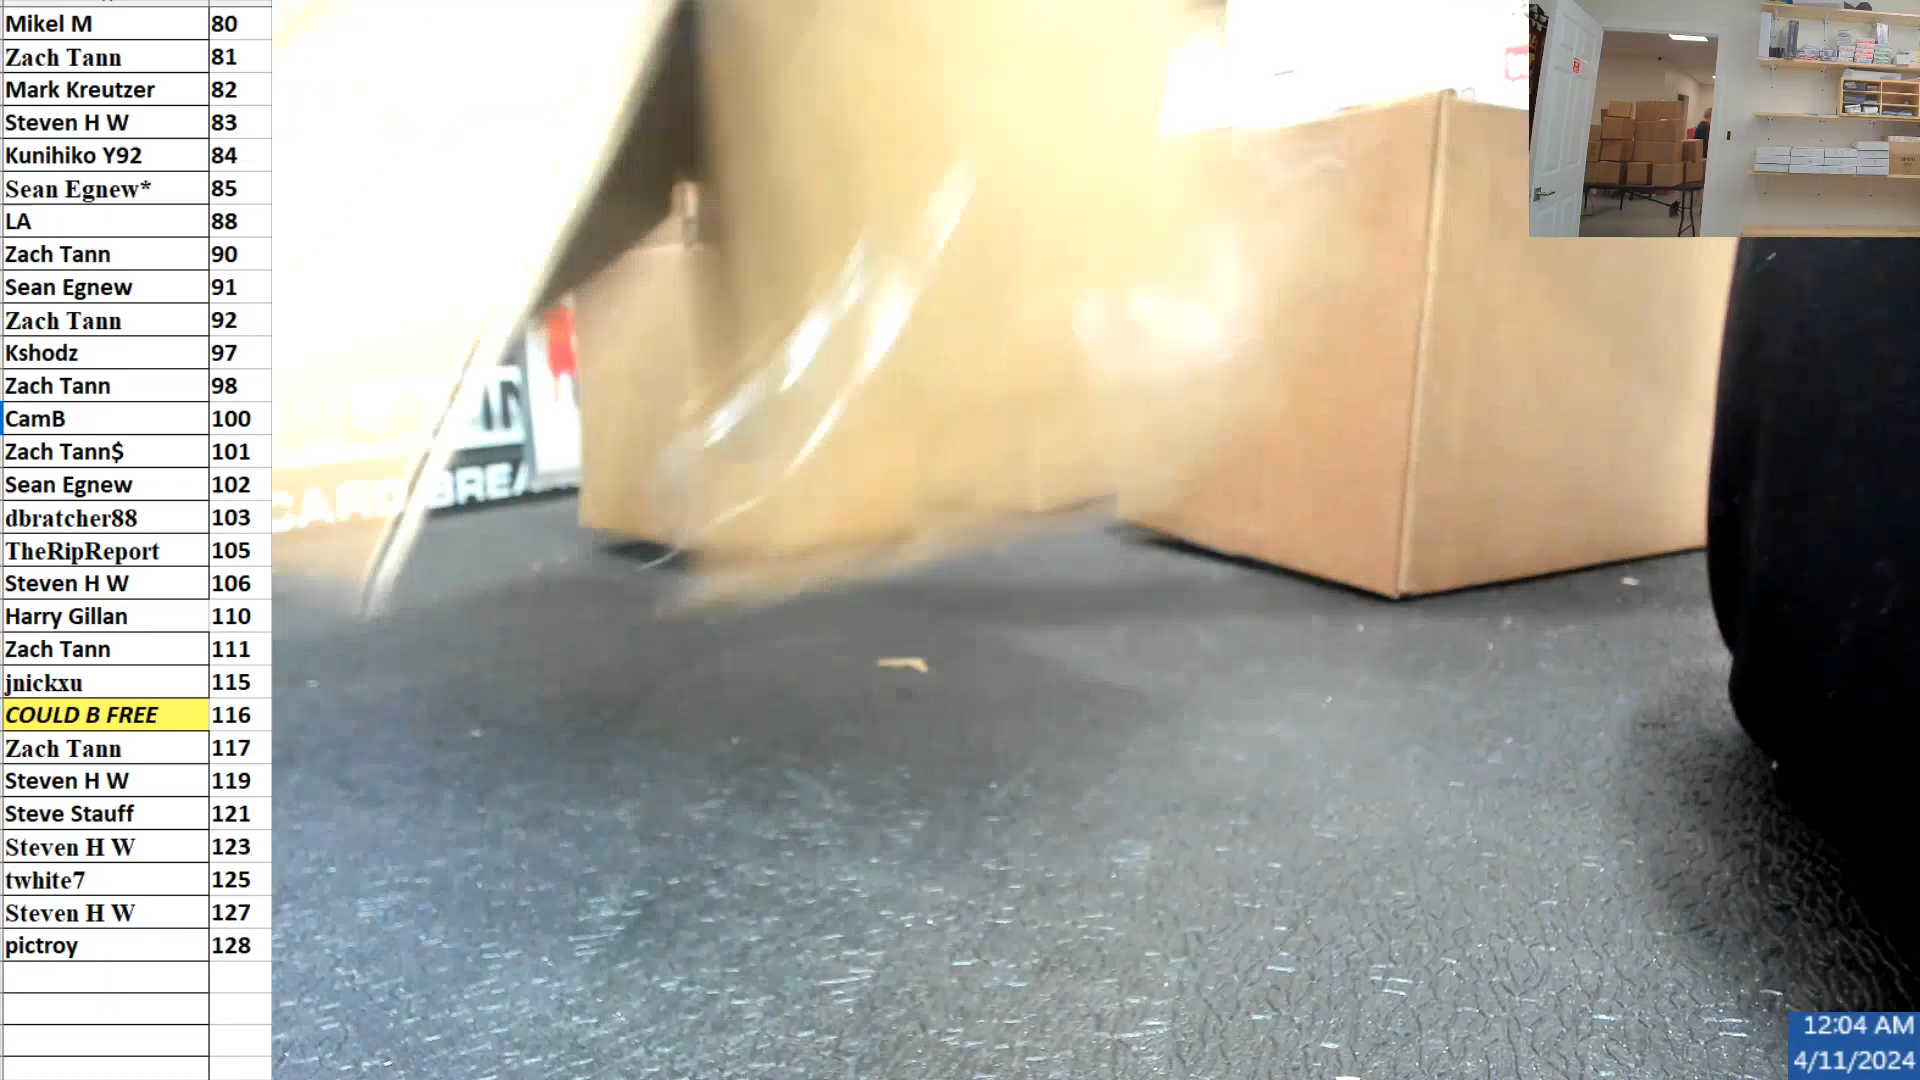 Mikel M 80
Zach Tann 81
Mark Kreutzer 82
Steven H W 83
Kunihiko Y92 84
Sean Egnew* 85
LA 88
Zach Tann 90
Sean Egnew 91
Zach Tann 92
Kshodz 97
Zach Tann 98
CamB 100
Zach Tann$ 101
Sean Egnew 102
dbratcher88 103
TheRipReport 105
Steven H W 106
Harry Gillan 110
Zach Tann 111
jnickxu 115
COULD B FREE 116
Zach Tann 117
Steven H W 119
Steve Stauff 121
Steven H W 123
twhite7 125
Steven H W 127
pictroy 128
CARD BREA
12:04 AM
4/11/2024